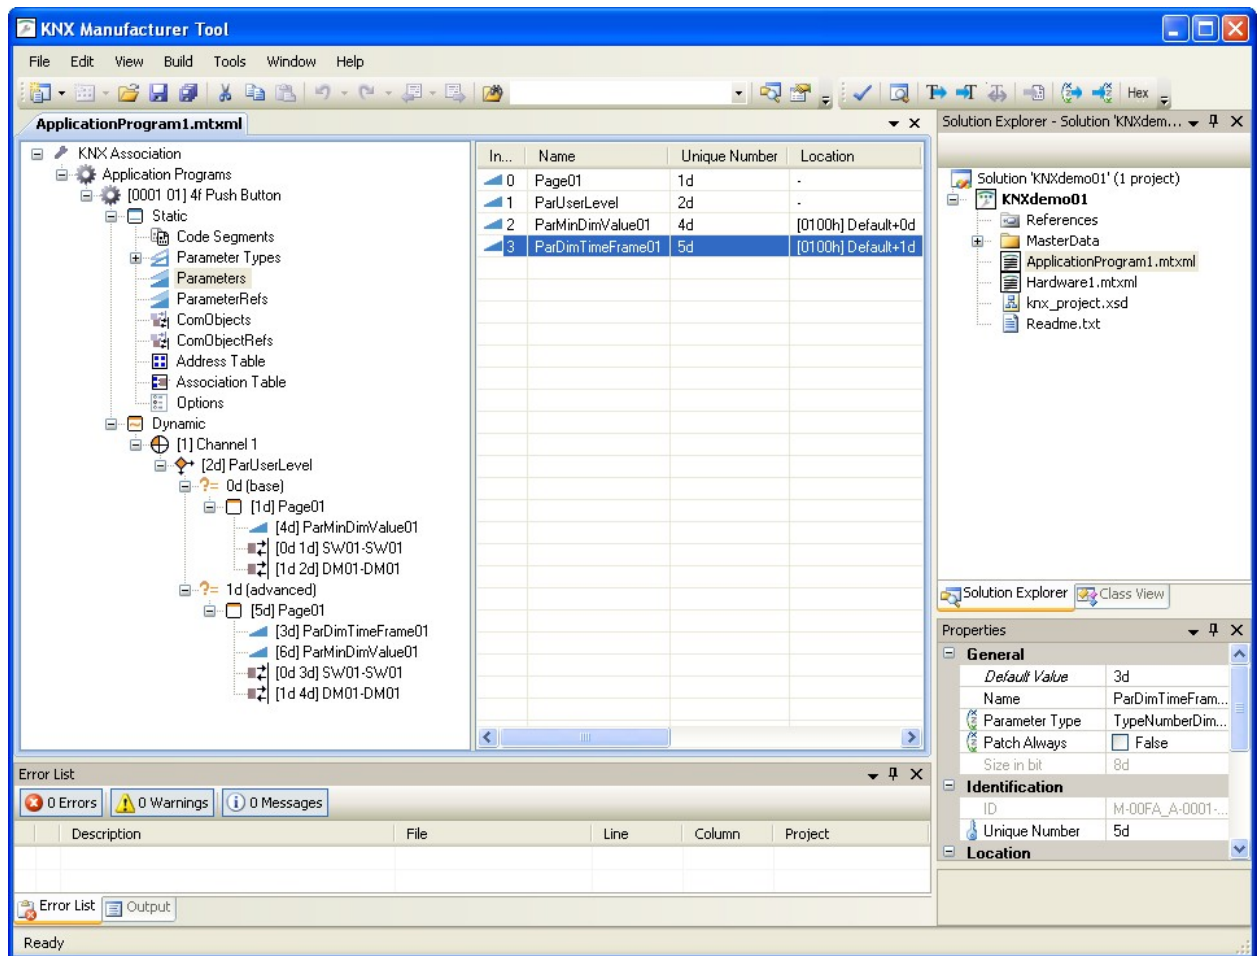 KNX Manufacturer Tool
File Edit View Build Tools Window Help
Hex
ApplicationProgram1.mtxml
KNX Association
Application Programs
[0001 01] 4f Push Button
Static
Code Segments
Parameter Types
Parameters
ParameterRefs
ComObjects
ComObjectRefs
Address Table
Association Table
Options
Dynamic
[1] Channel 1
[2d] ParUserLevel
?= 0d (base)
[1d] Page01
[4d] ParMinDimValue01
[0d 1d] SW01-SW01
[1d 2d] DM01-DM01
?= 1d (advanced)
[5d] Page01
[3d] ParDimTimeFrame01
[6d] ParMinDimValue01
[0d 3d] SW01-SW01
[1d 4d] DM01-DM01
In... Name Unique Number Location
0 Page01 1d -
1 ParUserLevel 2d -
2 ParMinDimValue01 4d [0100h] Default+0d
3 ParDimTimeFrame01 5d [0100h] Default+1d
Solution Explorer - Solution 'KNXdem...
Solution 'KNXdemo01' (1 project)
KNXdemo01
References
MasterData
ApplicationProgram1.mtxml
Hardware1.mtxml
knx_project.xsd
Readme.txt
Solution Explorer Class View
Properties
General
Default Value 3d
Name ParDimTimeFram...
Parameter Type TypeNumberDim...
Patch Always False
Size in bit 8d
Identification
ID M-00FA_A-0001-...
Unique Number 5d
Location
Error List
0 Errors 0 Warnings 0 Messages
Description File Line Column Project
Error List Output
Ready